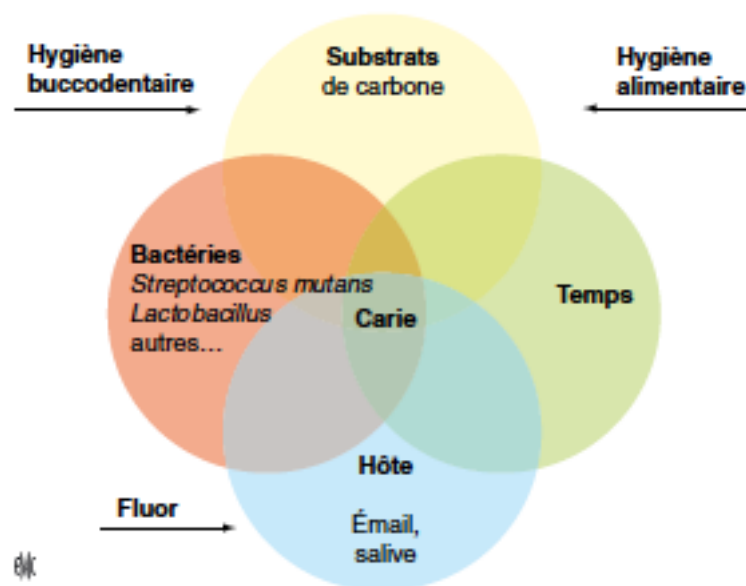 Hygiène
buccodentaire
Substrats
de carbone
Hygiène
alimentaire
Bactéries
Streptococcus mutans
Lactobacillus
autres...
Temps
Carie
Hôte
Fluor
Émail,
salive